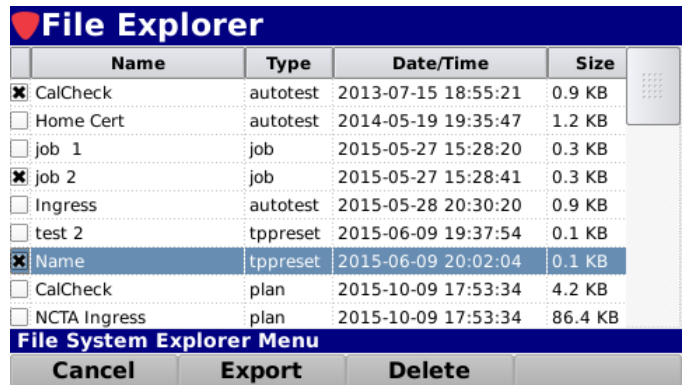 File Explorer
Name Type Date/Time Size
CalCheck autotest 2013-07-15 18:55:21 0.9 KB
Home Cert autotest 2014-05-19 19:35:47 1.2 KB
job  1 job 2015-05-27 15:28:20 0.3 KB
job 2 job 2015-05-27 15:28:41 0.3 KB
Ingress autotest 2015-05-28 20:30:20 0.9 KB
test 2 tppreset 2015-06-09 19:37:54 0.1 KB
Name tppreset 2015-06-09 20:02:04 0.1 KB
CalCheck plan 2015-10-09 17:53:34 4.2 KB
NCTA Ingress plan 2015-10-09 17:53:34 86.4 KB
File System Explorer Menu
Cancel Export Delete